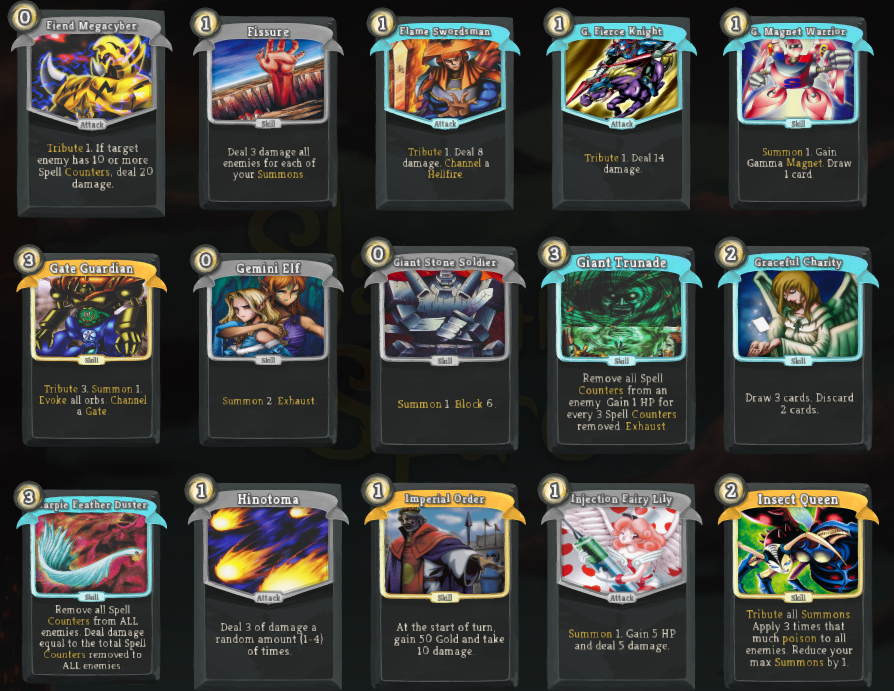 0
Fiend Megacyber
Attack
Tribute 1. If target
enemy has 10 or more
Spell Counters, deal 20
damage.
1
Fissure
Skill
Deal 3 damage all
enemies for each of
your Summons
1
Flame Swordsman
Attack
Tribute 1. Deal 8
damage. Channel a
Hellfire
1
G. Fierce Knight
Attack
Tribute 1. Deal 14
damage.
1
G. Magnet Warrior
Skill
Summon 1. Gain
Gamma Magnet. Draw
1 card
3
Gate Guardian
Skill
Tribute 3. Summon 1.
Evoke all orbs. Channel
a Gate.
0
Gemini Elf
Skill
Summon 2. Exhaust.
0
Giant Stone Soldier
Skill
Summon 1. Block 6.
3
Giant Trunade
Skill
Remove all Spell
Counters from an
enemy. Gain 1 HP for
every 3 Spell Counters
removed. Exhaust.
2
Graceful Charity
Skill
Draw 3 cards. Discard
2 cards.
3
arpie Feather Duster
Skill
Remove all Spell
Counters from ALL
enemies. Deal damage
equal to the total Spell
Counters removed to
ALL enemies
1
Hinotoma
Attack
Deal 3 of damage a
random amount (1-4)
of times.
1
Imperial Order
Skill
At the start of turn,
gain 50 Gold and take
10 damage.
1
Injection Fairy Lily
Attack
Summon 1. Gain 5 HP
and deal 5 damage.
2
Insect Queen
Skill
Tribute all Summons.
Apply 3 times that
much poison to all
enemies. Reduce your
max Summons by 1.